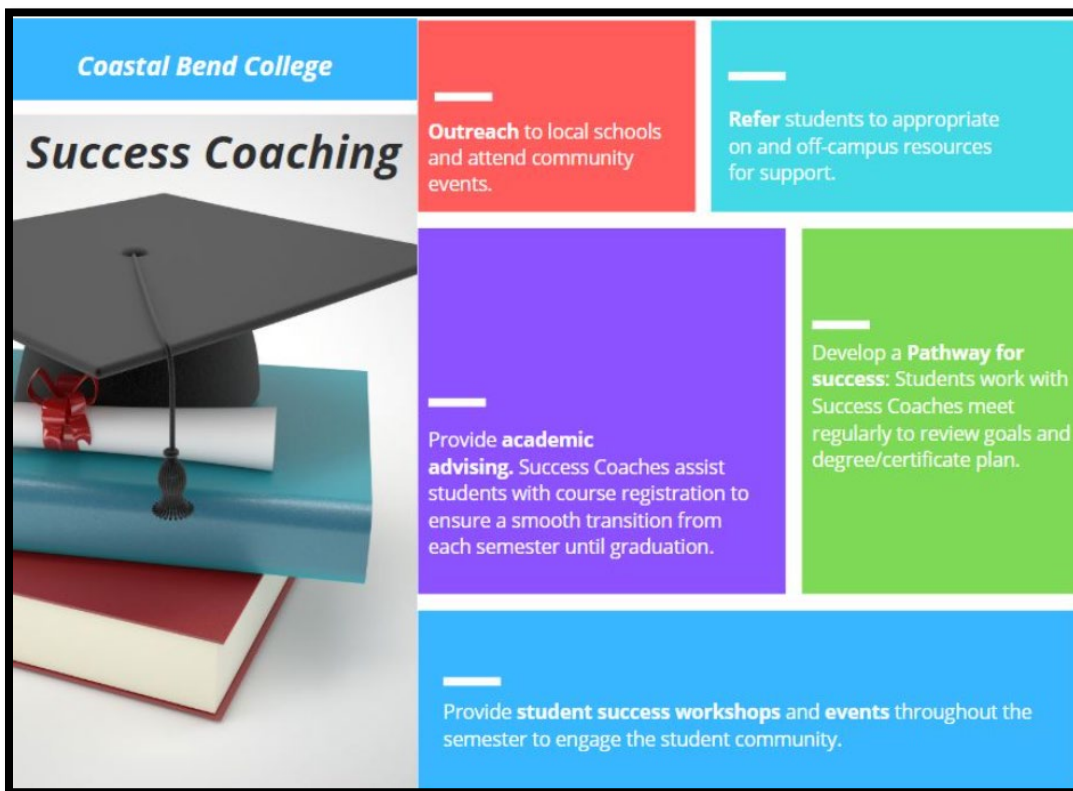 Coastal Bend College
Success Coaching
Outreach to local schools
and attend community
events.
Refer students to appropriate
on and off-campus resources
for support.
Provide academic
advising. Success Coaches assist
students with course registration to
ensure a smooth transition from
each semester until graduation.
Develop a Pathway for
success: Students work with
Success Coaches meet
regularly to review goals and
degree/certificate plan.
Provide student success workshops and events throughout the
semester to engage the student community.